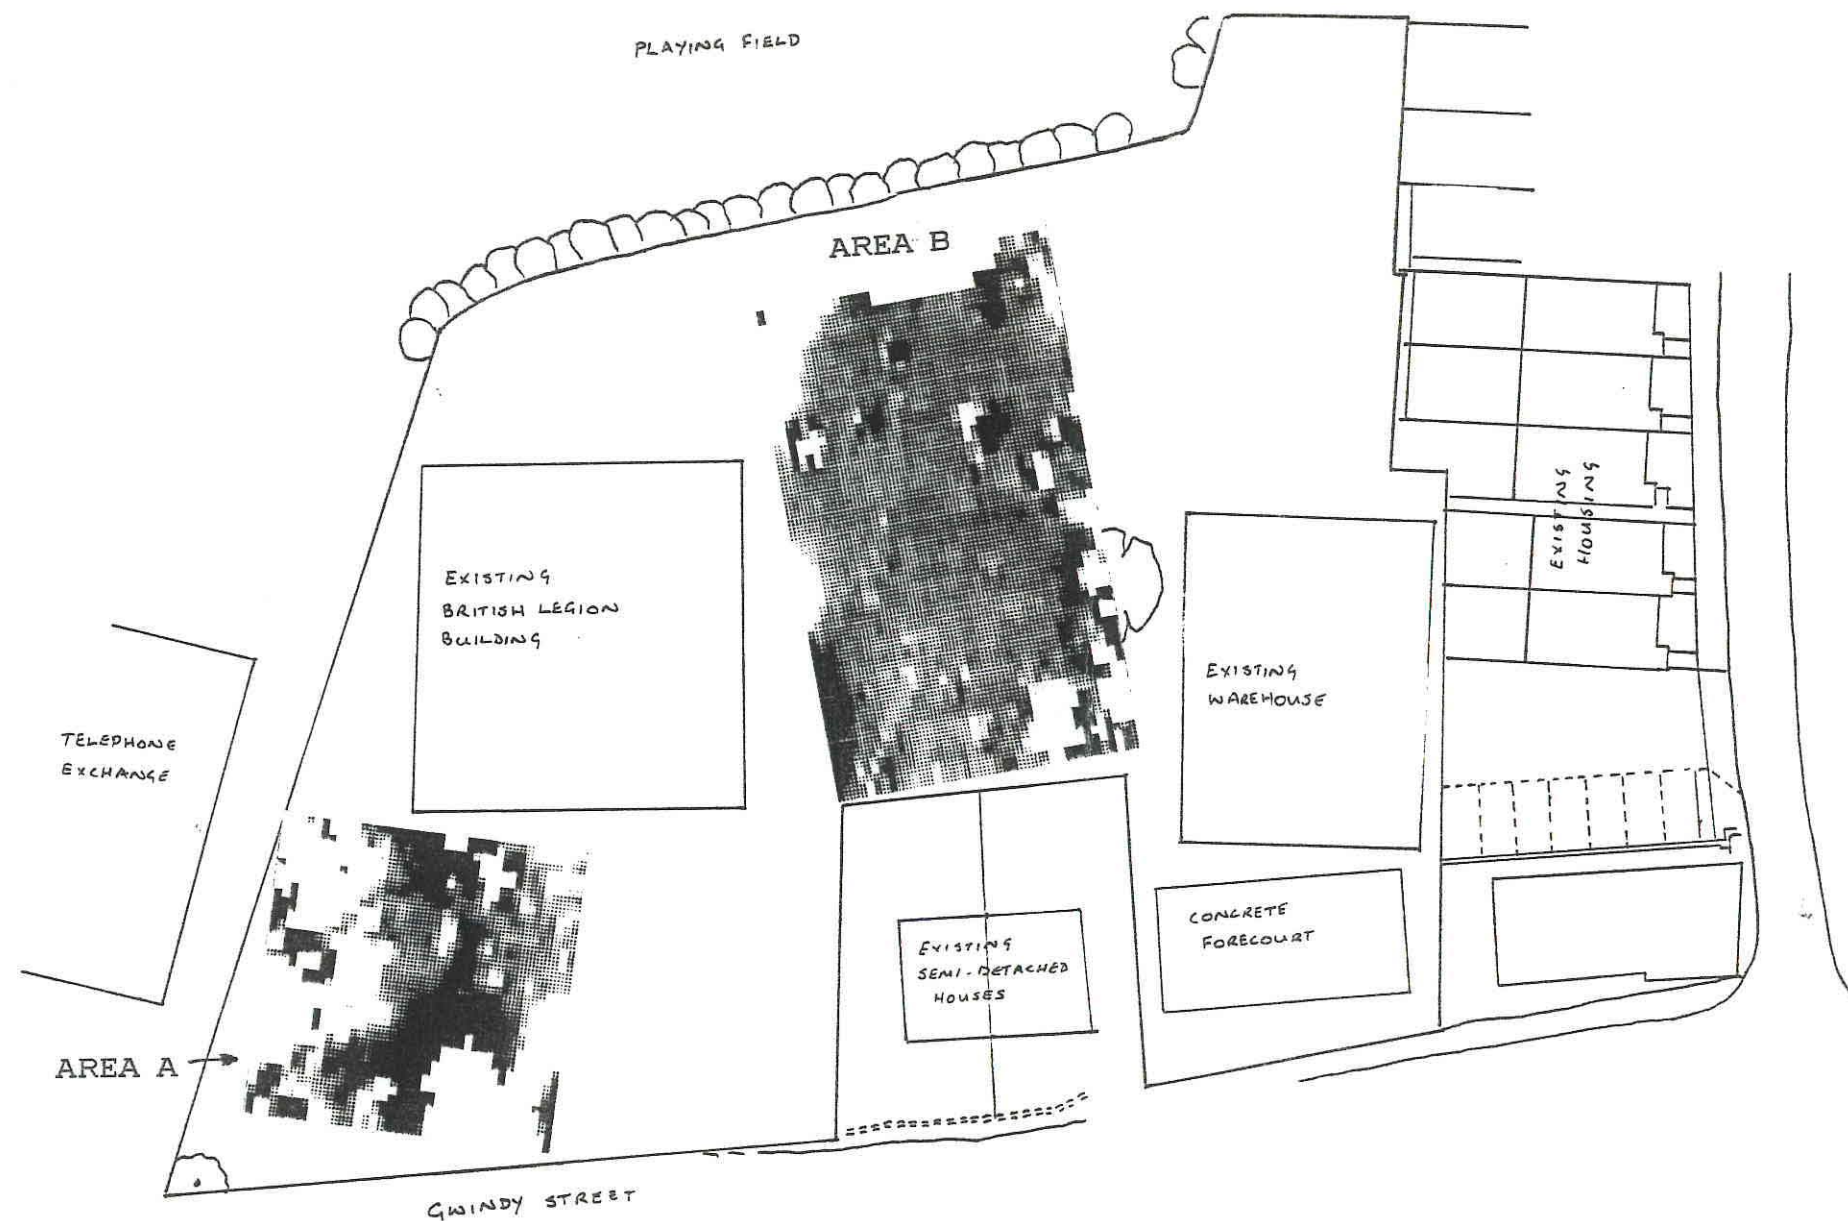 PLAYING FIELD
AREA B
EXISTING
HOUSING
EXISTING
BRITISH LEGION
BUILDING
EXISTING
WAREHOUSE
TELEPHONE
EXCHANGE
CONCRETE
FORECOURT
EXISTING
SEMI-DETACHED
HOUSES
AREA A
GWINDY STREET